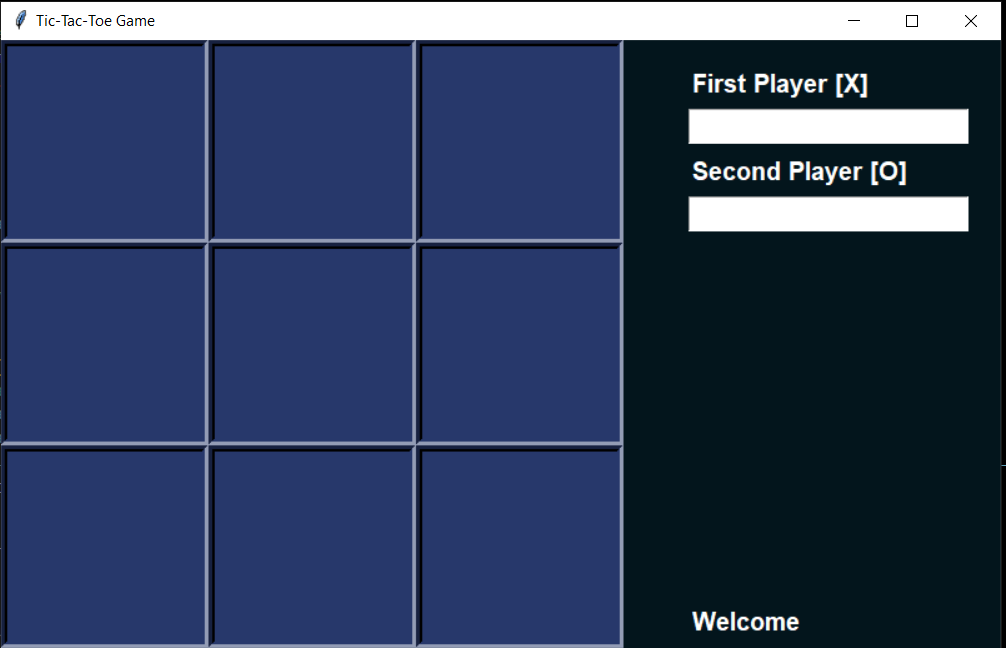 Tic-Tac-Toe Game
First Player [X]
Second Player [O]
Welcome